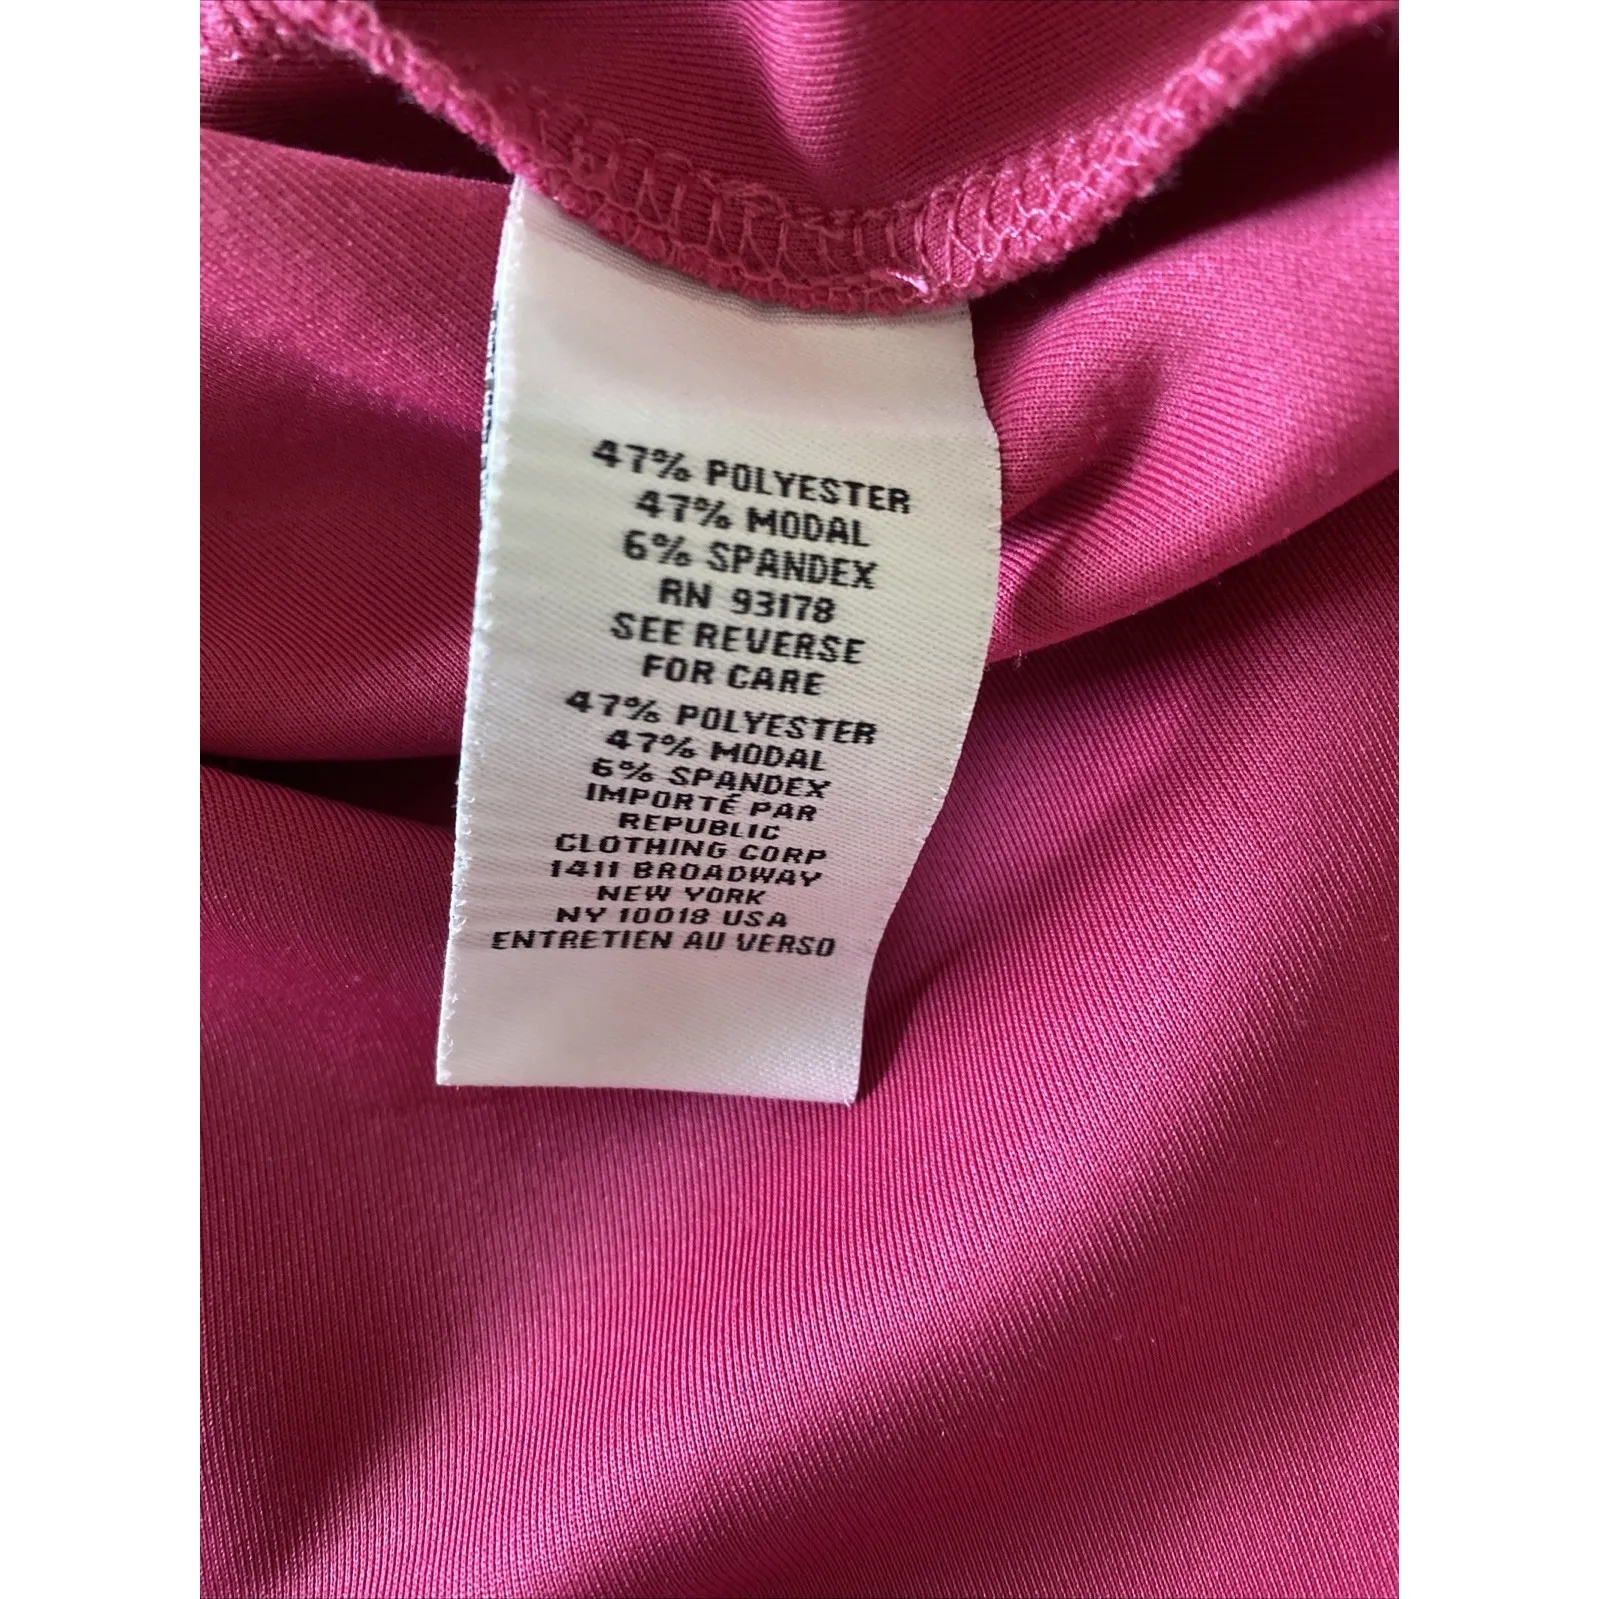 47% POLYESTER
47% MODAL
6% SPANDEX
RN 93178
SEE REVERSE
FOR CARE
47% POLYESTER
47% MODAL
6% SPANDEX
IMPORTÉ PAR
REPUBLIC
CLOTHING CORP
1411 BROADWAY
NEW YORK
NY 10018 USA
ENTRETIEN AU VERSO